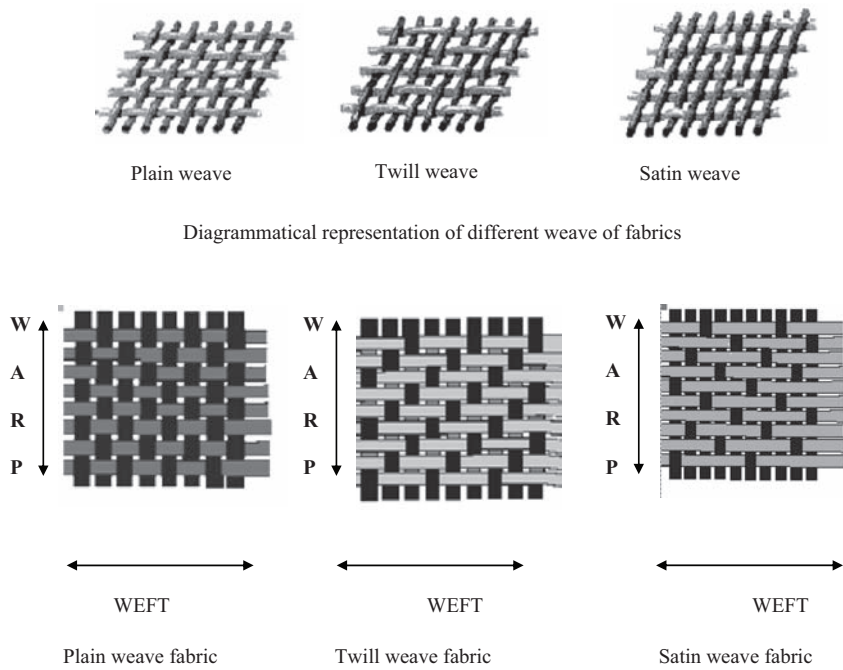 Plain weave
Twill weave
Satin weave
Diagrammatical representation of different weave of fabrics
W
A
R
P
W
A
R
P
W
A
R
P
WEFT
WEFT
WEFT
Plain weave fabric
Twill weave fabric
Satin weave fabric